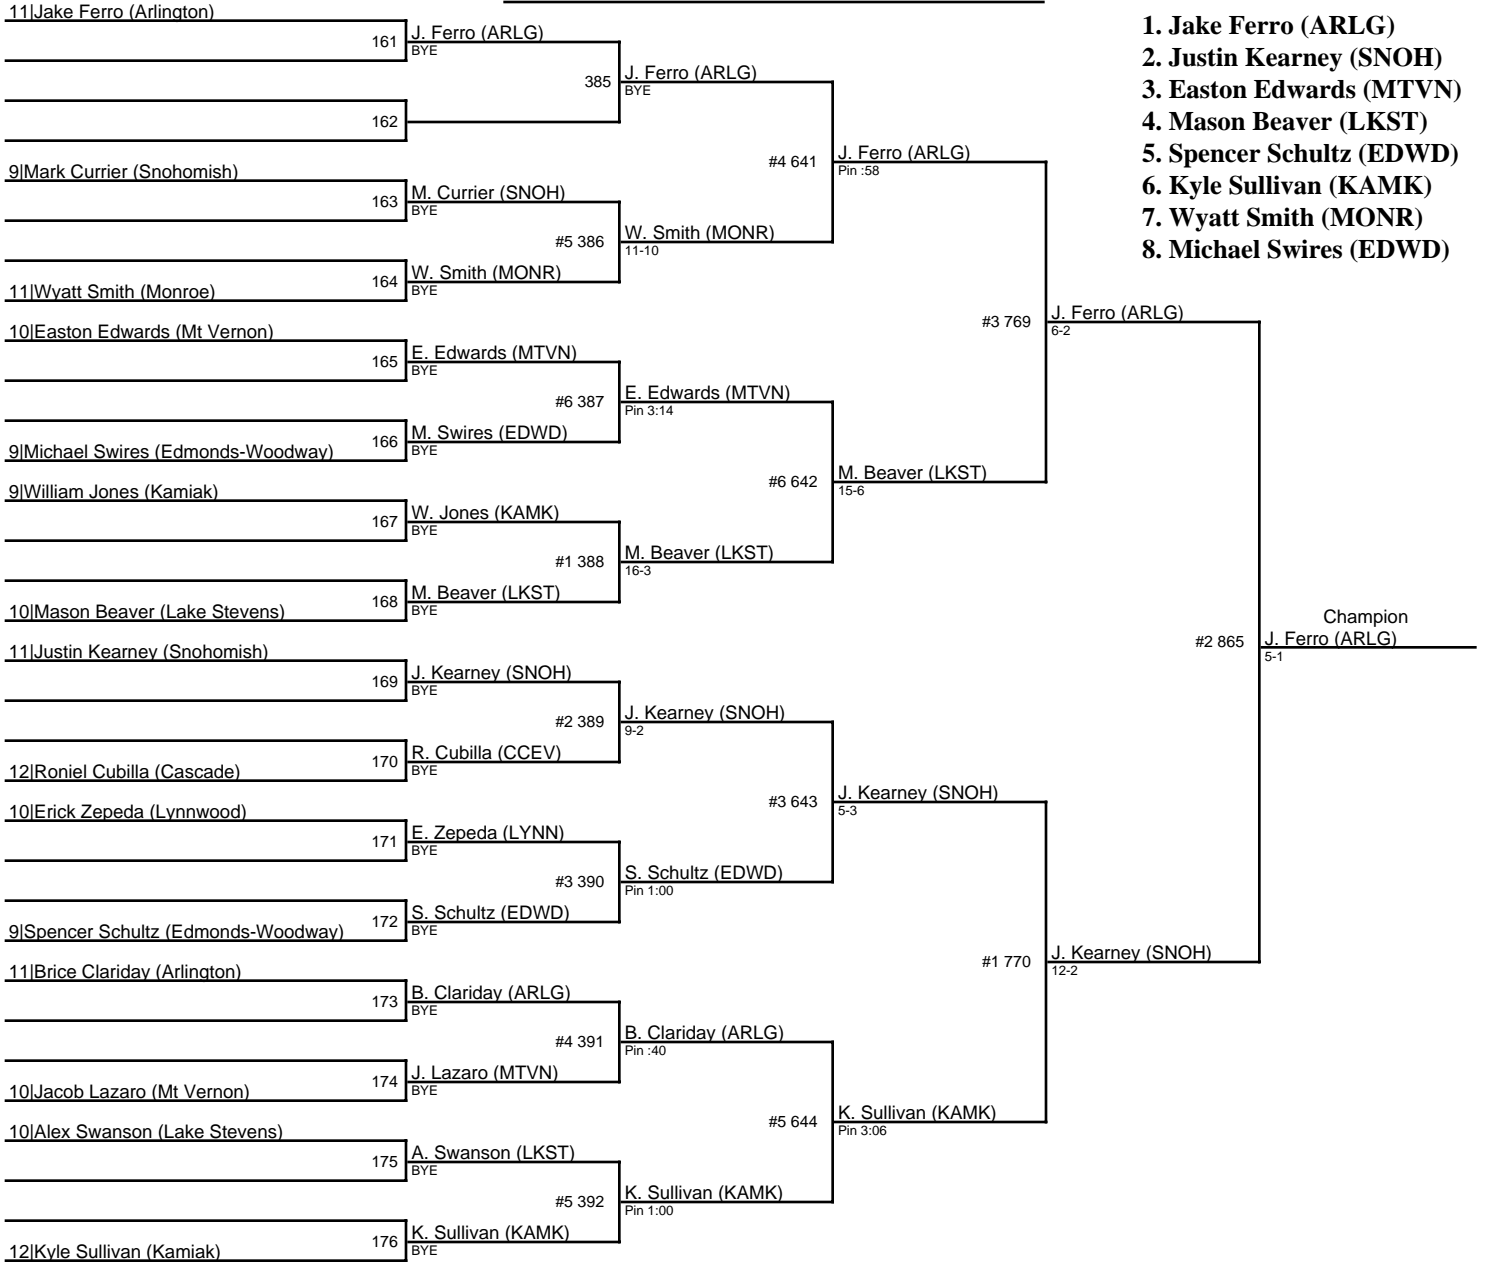 11|Jake Ferro (Arlington)
161
J. Ferro (ARLG)
BYE
385
J. Ferro (ARLG)
BYE
162
#4 641
J. Ferro (ARLG)
Pin :58
9|Mark Currier (Snohomish)
163
M. Currier (SNOH)
BYE
#5 386
W. Smith (MONR)
11-10
164
W. Smith (MONR)
BYE
11|Wyatt Smith (Monroe)
#3 769
J. Ferro (ARLG)
6-2
10|Easton Edwards (Mt Vernon)
165
E. Edwards (MTVN)
BYE
#6 387
E. Edwards (MTVN)
Pin 3:14
166
M. Swires (EDWD)
BYE
9|Michael Swires (Edmonds-Woodway)
#6 642
M. Beaver (LKST)
15-6
9|William Jones (Kamiak)
167
W. Jones (KAMK)
BYE
#1 388
M. Beaver (LKST)
16-3
168
M. Beaver (LKST)
BYE
10|Mason Beaver (Lake Stevens)
#2 865
Champion
J. Ferro (ARLG)
5-1
11|Justin Kearney (Snohomish)
169
J. Kearney (SNOH)
BYE
#2 389
J. Kearney (SNOH)
9-2
170
R. Cubilla (CCEV)
BYE
12|Roniel Cubilla (Cascade)
#3 643
J. Kearney (SNOH)
5-3
10|Erick Zepeda (Lynnwood)
171
E. Zepeda (LYNN)
BYE
#3 390
S. Schultz (EDWD)
Pin 1:00
172
S. Schultz (EDWD)
BYE
9|Spencer Schultz (Edmonds-Woodway)
#1 770
J. Kearney (SNOH)
12-2
11|Brice Clariday (Arlington)
173
B. Clariday (ARLG)
BYE
#4 391
B. Clariday (ARLG)
Pin :40
174
J. Lazaro (MTVN)
BYE
10|Jacob Lazaro (Mt Vernon)
#5 644
K. Sullivan (KAMK)
Pin 3:06
10|Alex Swanson (Lake Stevens)
175
A. Swanson (LKST)
BYE
#5 392
K. Sullivan (KAMK)
Pin 1:00
176
K. Sullivan (KAMK)
BYE
12|Kyle Sullivan (Kamiak)
1. Jake Ferro (ARLG)
2. Justin Kearney (SNOH)
3. Easton Edwards (MTVN)
4. Mason Beaver (LKST)
5. Spencer Schultz (EDWD)
6. Kyle Sullivan (KAMK)
7. Wyatt Smith (MONR)
8. Michael Swires (EDWD)